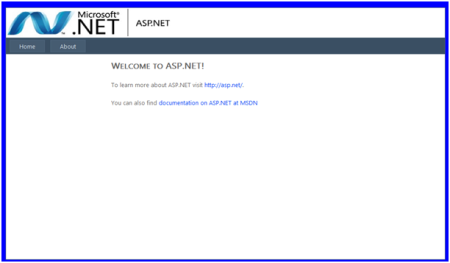 Microsoft®
.NET
ASP.NET
Home
About
WELCOME TO ASP.NET!
To learn more about ASP.NET visit http://asp.net/.
You can also find documentation on ASP.NET at MSDN